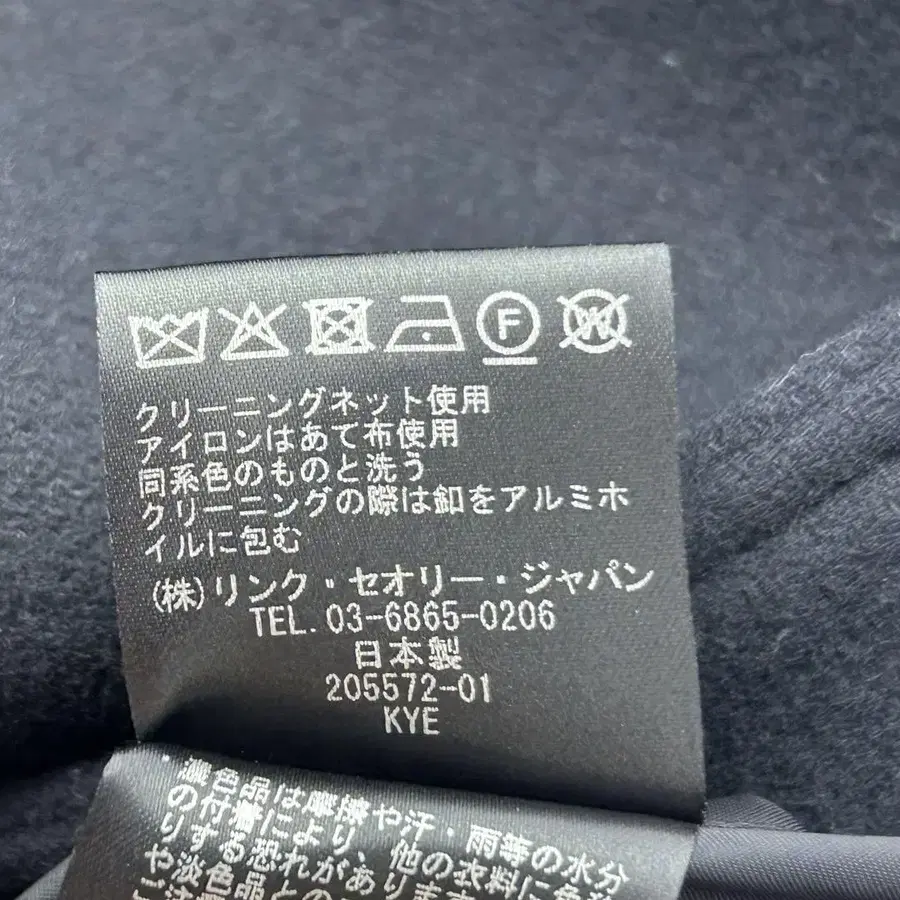 F W
クリーニングネット使用
アイロンはあて布使用
同系色のものと洗う
クリーニングの際は釦をアルミホ
イルに包む
(株)リンク・セオリー・ジャパン
TEL. 03-6865-0206
日本製
205572-01
KYE
濃色品は摩擦や汗・雨等の水分
の付着により、他の衣料に色